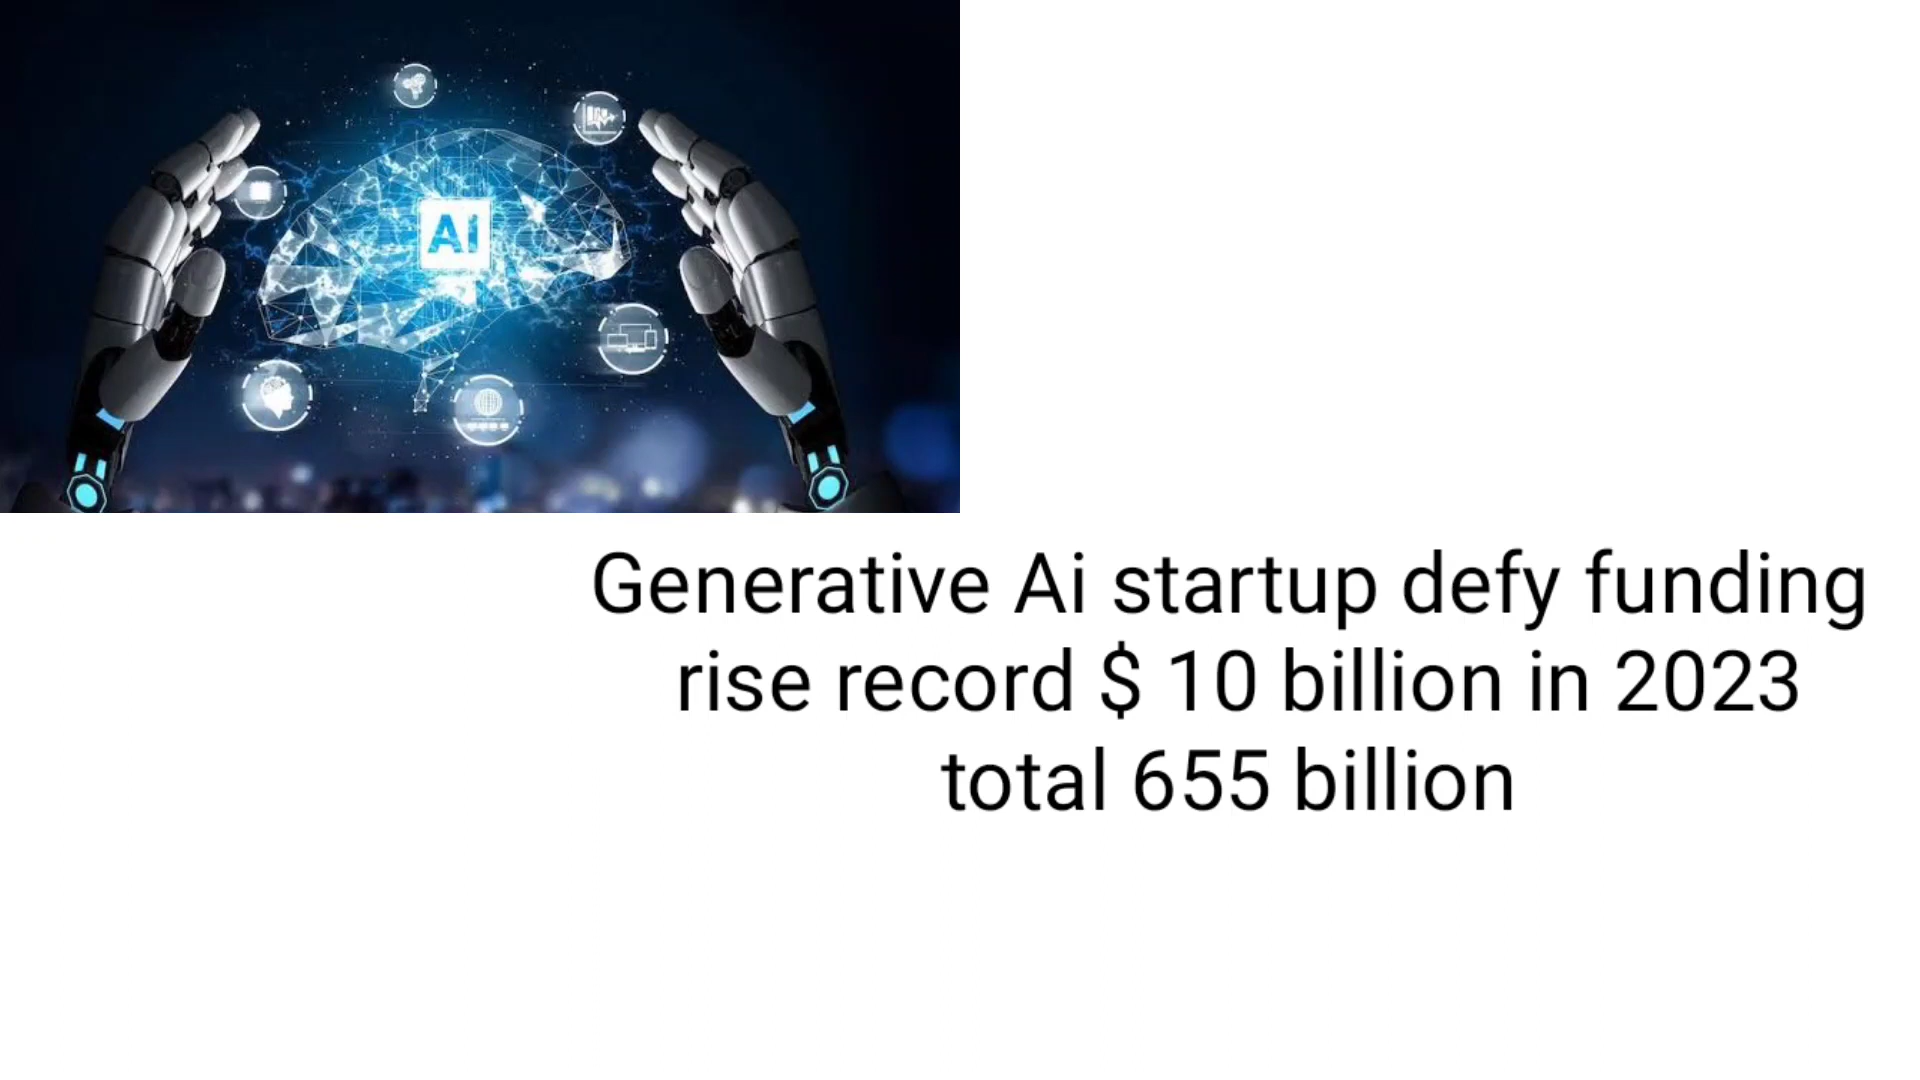 Ai
Generative Ai startup defy funding
rise record $ 10 billion in 2023
total 655 billion